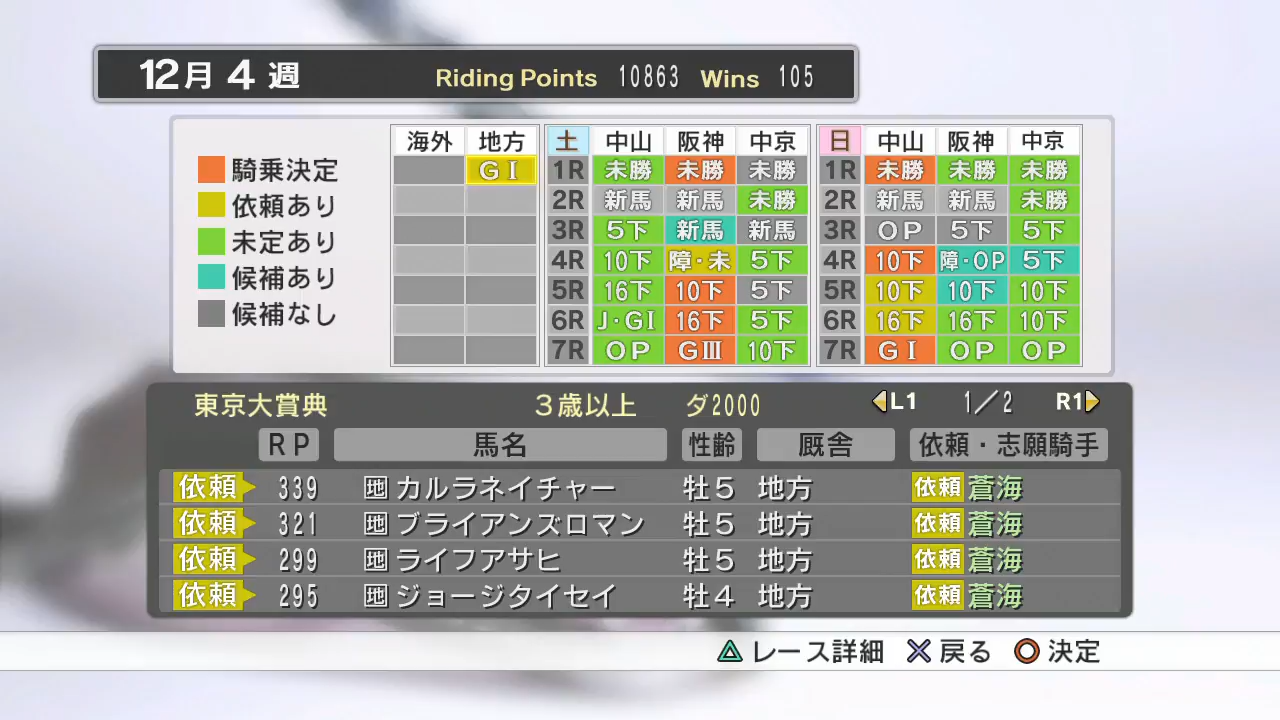 12月 4 週 Riding Points 10863 Wins 105
海外 地方 土 中山 阪神 中京 日 中山 阪神 中京
騎乗決定 GⅠ 1R 未勝 未勝 未勝 1R 未勝 未勝 未勝
依頼あり 2R 新馬 新馬 未勝 2R 新馬 新馬 未勝
未定あり 3R 5下 新馬 新馬 3R OP 5下 5下
候補あり 4R 10下 障・未 5下 4R 10下 障・OP 5下
候補なし 5R 16下 10下 5下 5R 10下 10下 10下
6R J・GⅠ 16下 5下 6R 16下 16下 10下
7R OP GⅢ 10下 7R GⅠ OP OP
東京大賞典 3歳以上 ダ2000 L1 1/2 R1
RP 馬名 性齢 厩舎 依頼・志願騎手
依頼 339 地 カルラネイチャー 牡5 地方 依頼 蒼海
依頼 321 地 ブライアンズロマン 牡5 地方 依頼 蒼海
依頼 299 地 ライフアサヒ 牡5 地方 依頼 蒼海
依頼 295 地 ジョージタイセイ 牡4 地方 依頼 蒼海
△ レース詳細 × 戻る ○ 決定